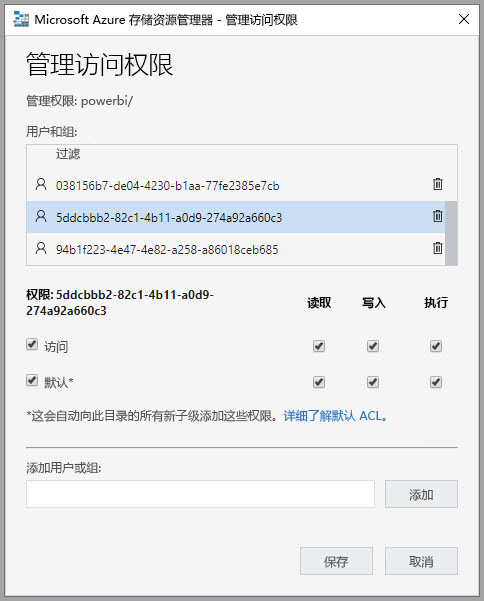 Microsoft Azure 存储资源管理器 - 管理访问权限
管理访问权限
管理权限: powerbi/
用户和组:
过滤
038156b7-de04-4230-b1aa-77fe2385e7cb
5ddcbbb2-82c1-4b11-a0d9-274a92a660c3
94b1f223-4e47-4e82-a258-a86018ceb685
权限: 5ddcbbb2-82c1-4b11-a0d9-
274a92a660c3
读取 写入 执行
访问
默认*
*这会自动向此目录的所有新子级添加这些权限。详细了解默认 ACL。
添加用户或组:
添加
保存 取消